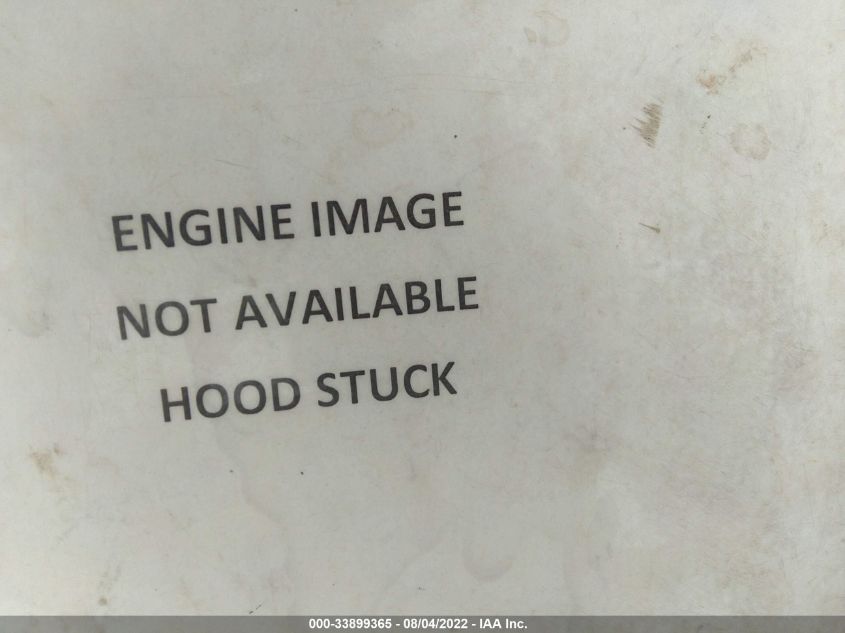 ENGINE IMAGE
NOT AVAILABLE
HOOD STUCK
000-33899365 - 08/04/2022 - IAA Inc.